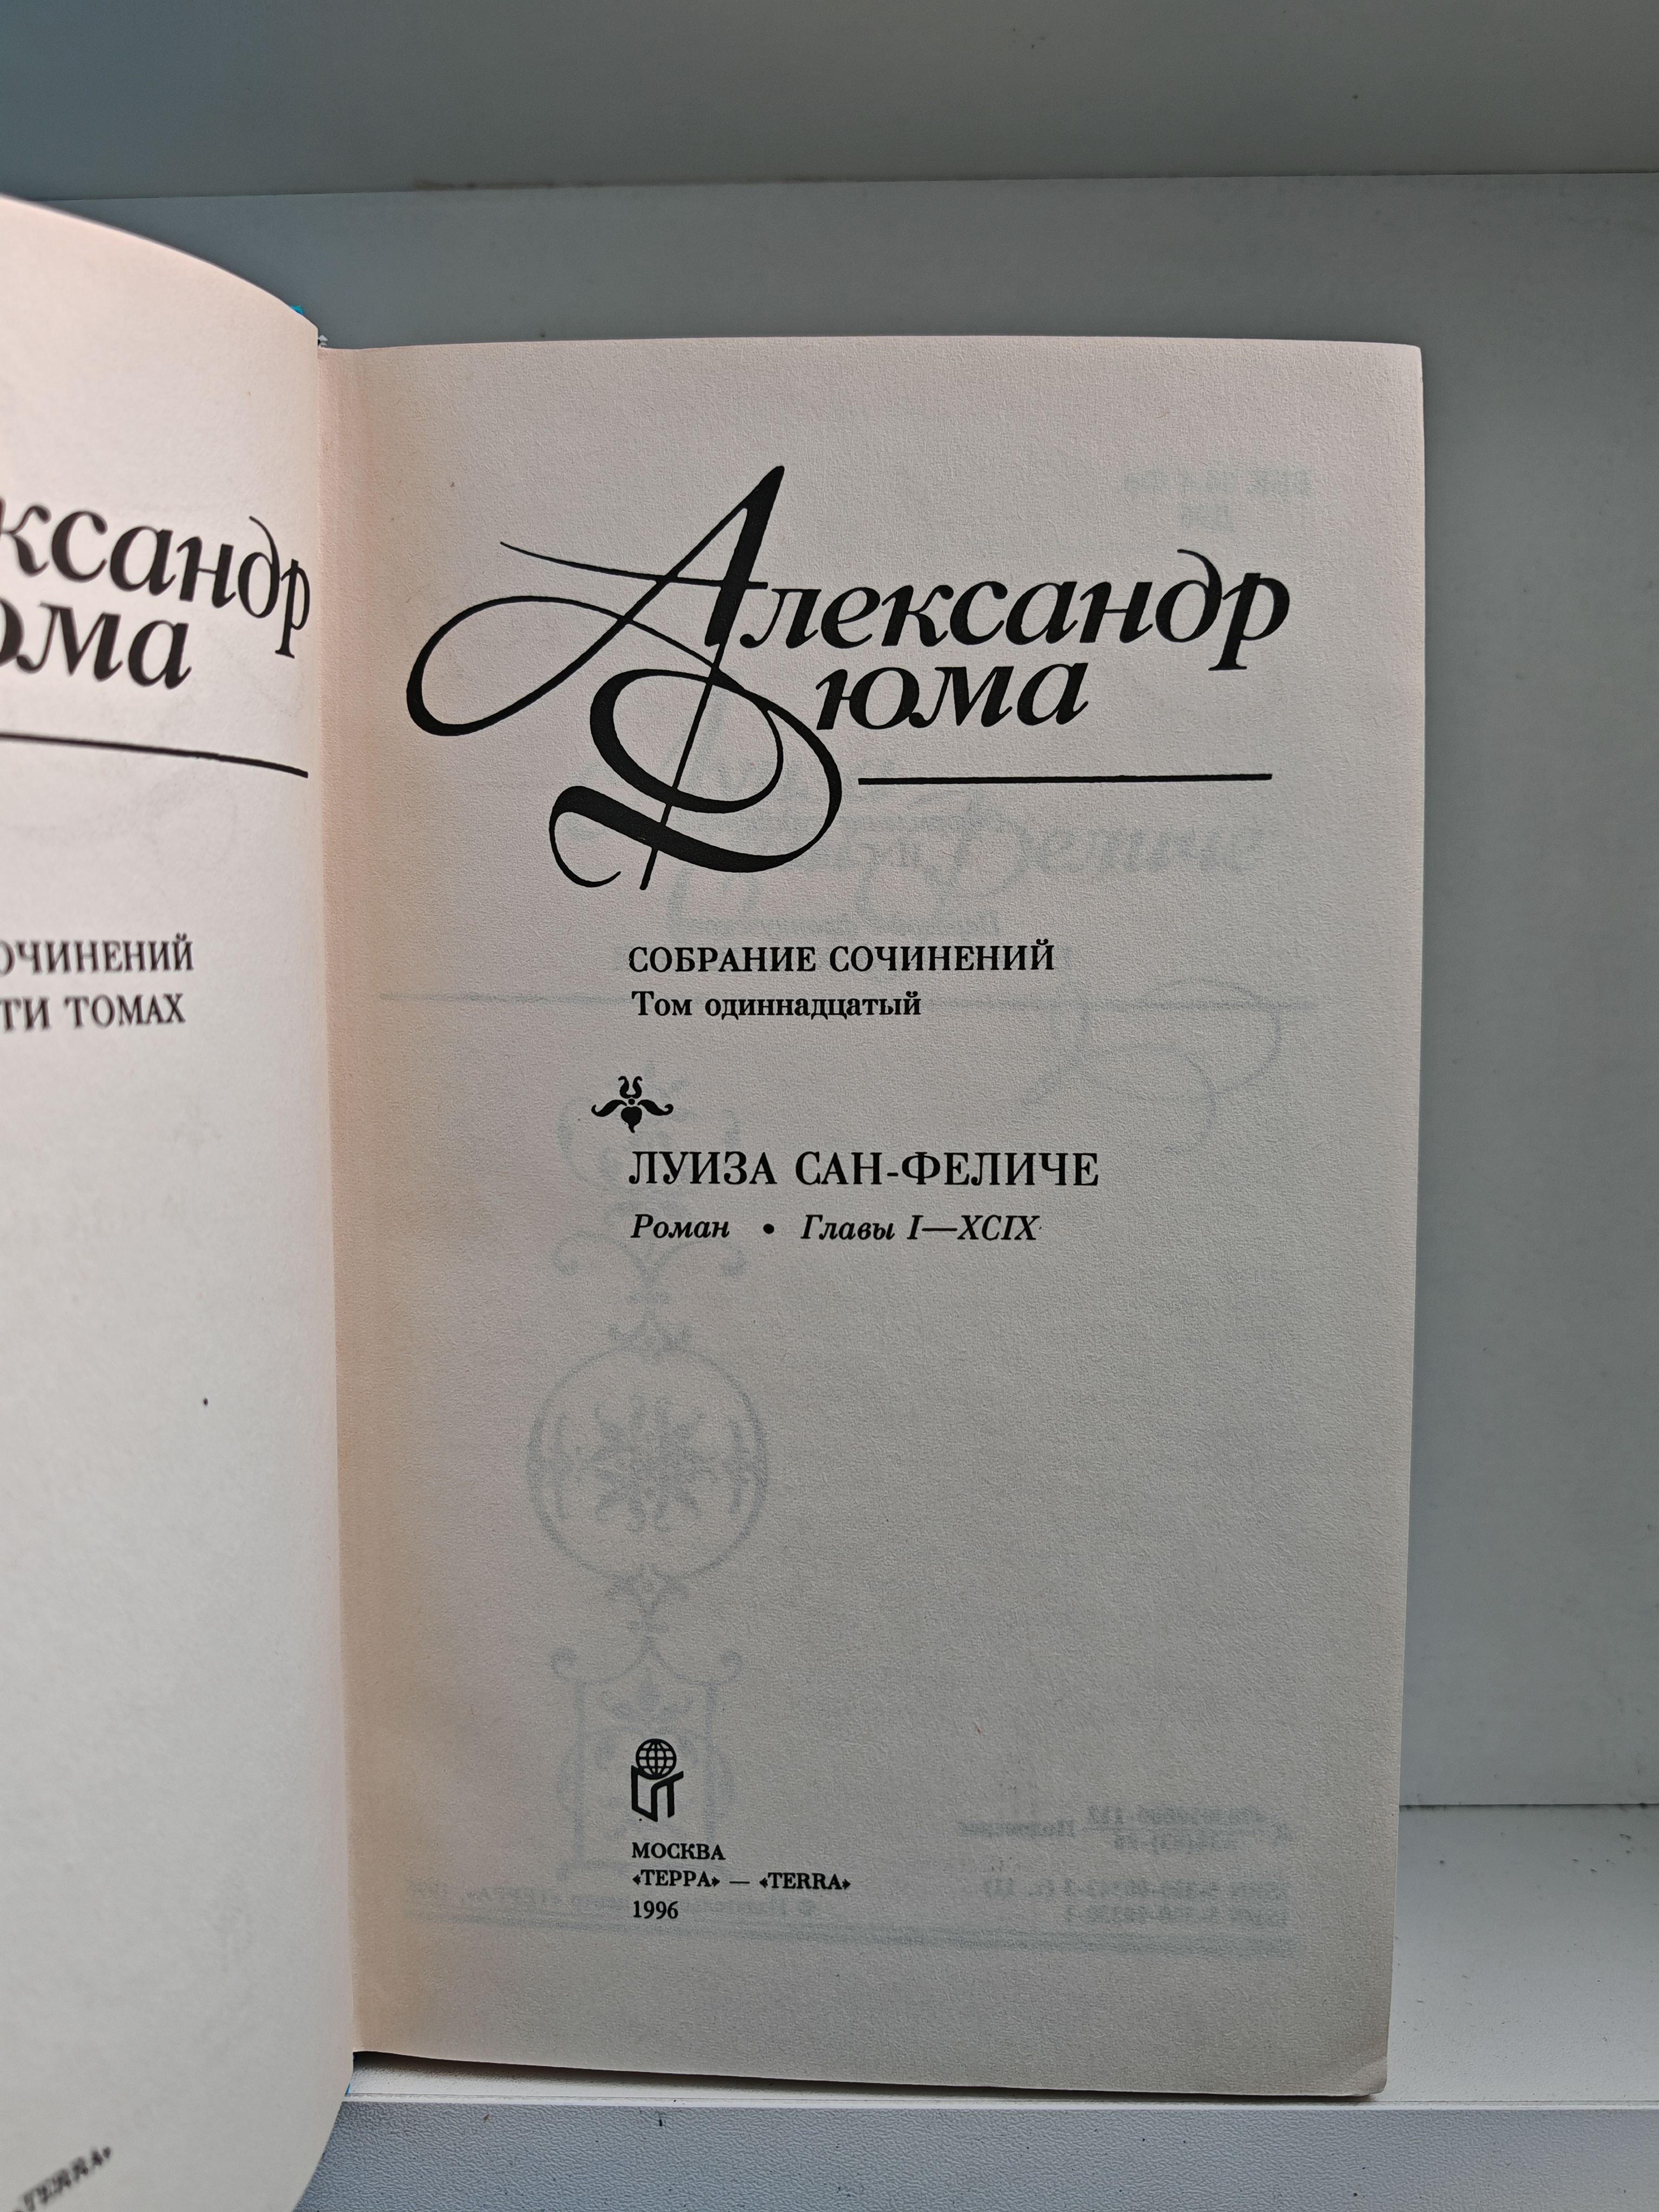 ксандр
юма
ОЧИНЕНИЙ
ТИ ТОМАХ
TERRA»
Александр
Дюма
СОБРАНИЕ СОЧИНЕНИЙ
Том одиннадцатый
ЛУИЗА САН-ФЕЛИЧЕ
Роман • Главы I—XCIX
МОСКВА
«ТЕРРА» — «TERRA»
1996